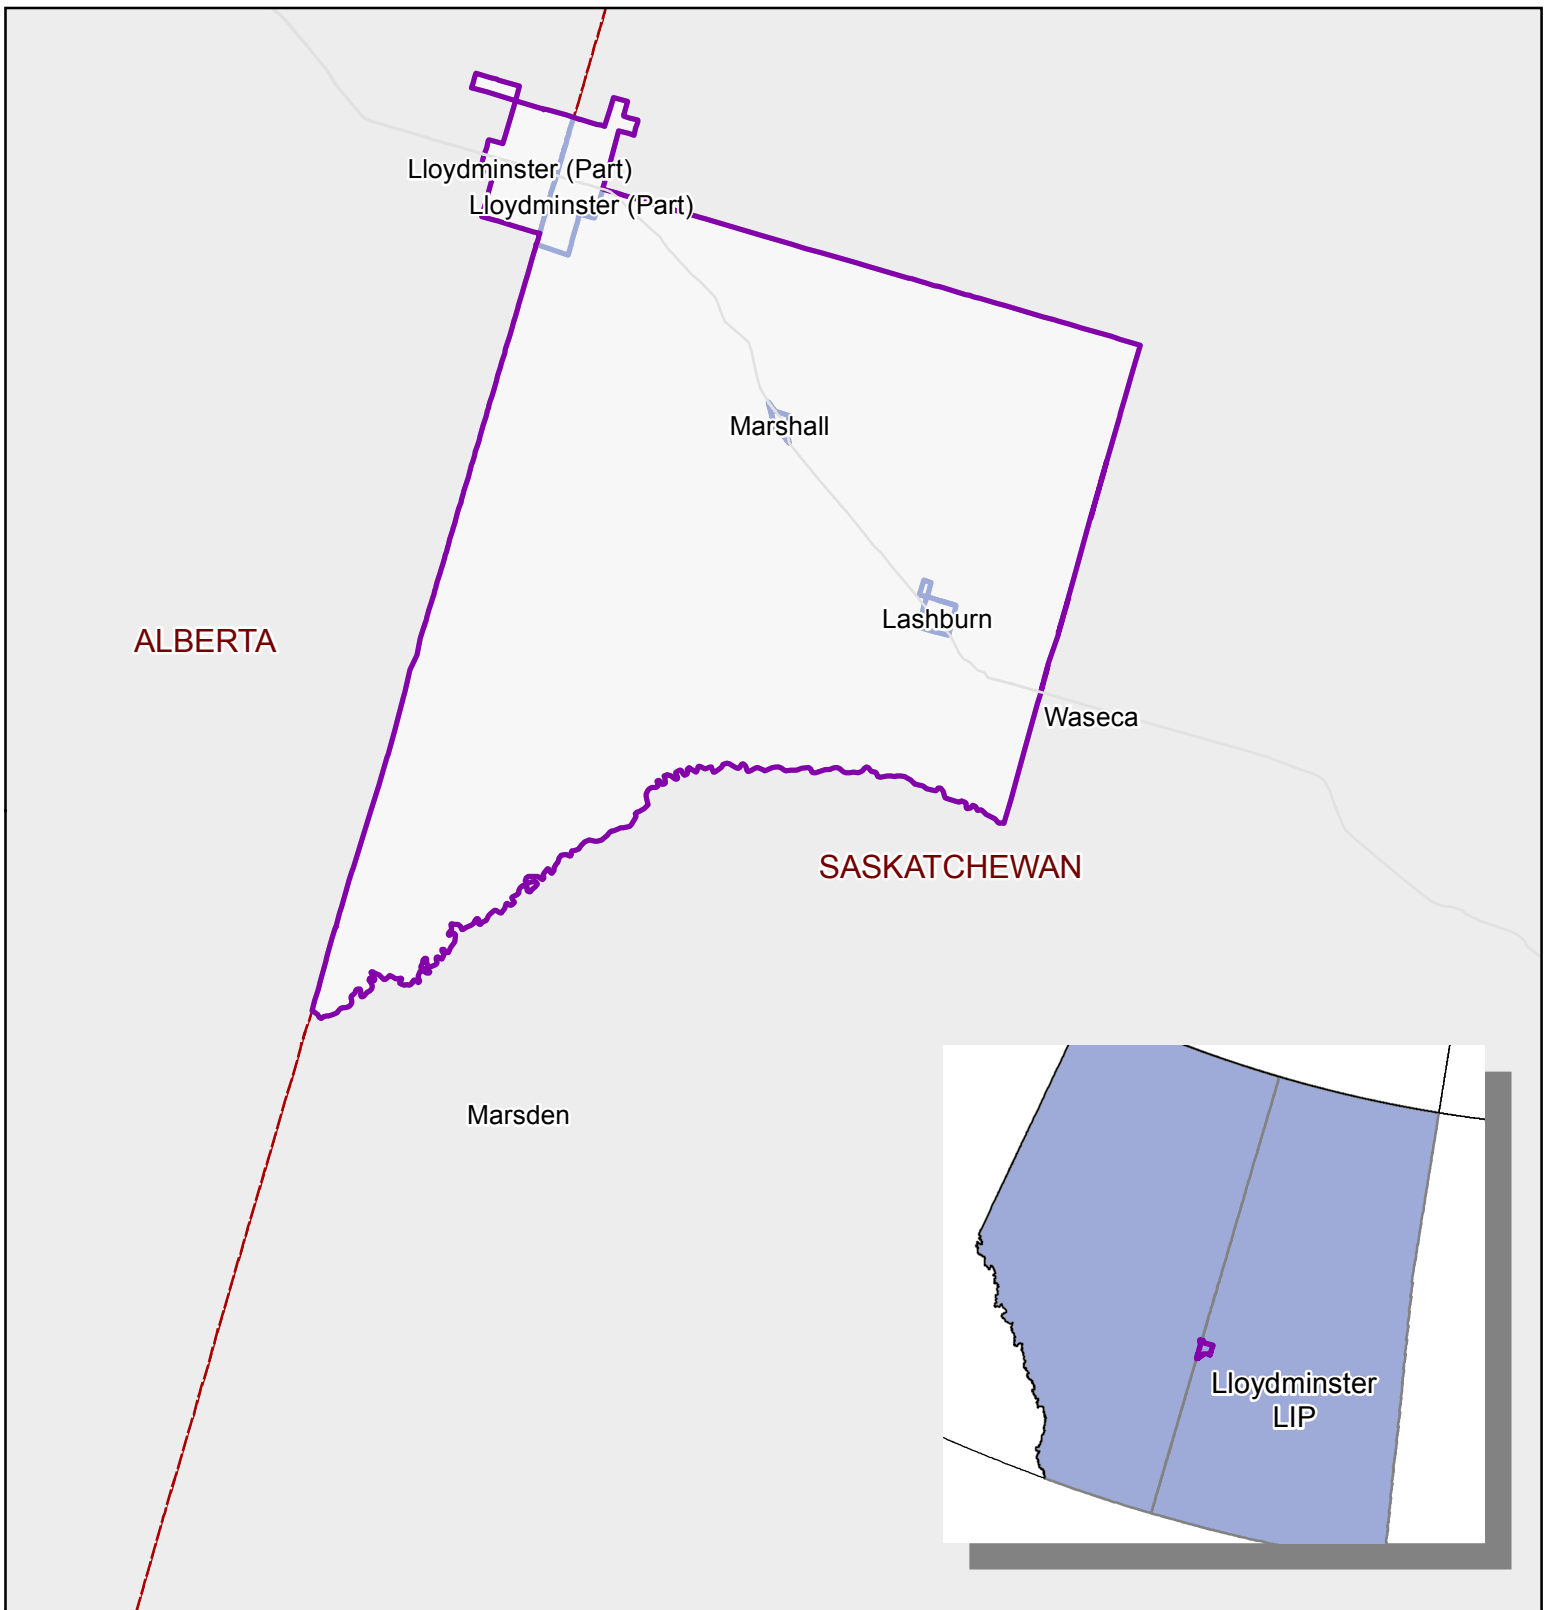 Lloydminster (Part)
Lloydminster (Part)
Marshall
Lashburn
ALBERTA
Waseca
SASKATCHEWAN
Marsden
Lloydminster
LIP